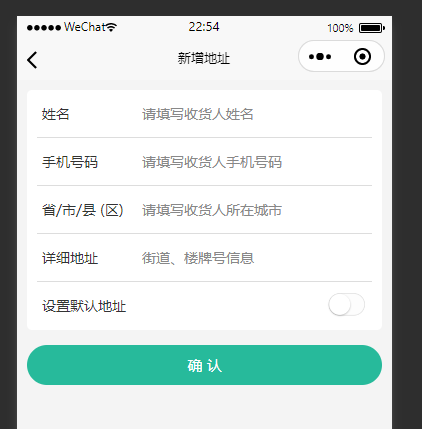 WeChat 22:54 100%
新增地址
姓名 请填写收货人姓名
手机号码 请填写收货人手机号码
省/市/县 (区) 请填写收货人所在城市
详细地址 街道、楼牌号信息
设置默认地址
确 认